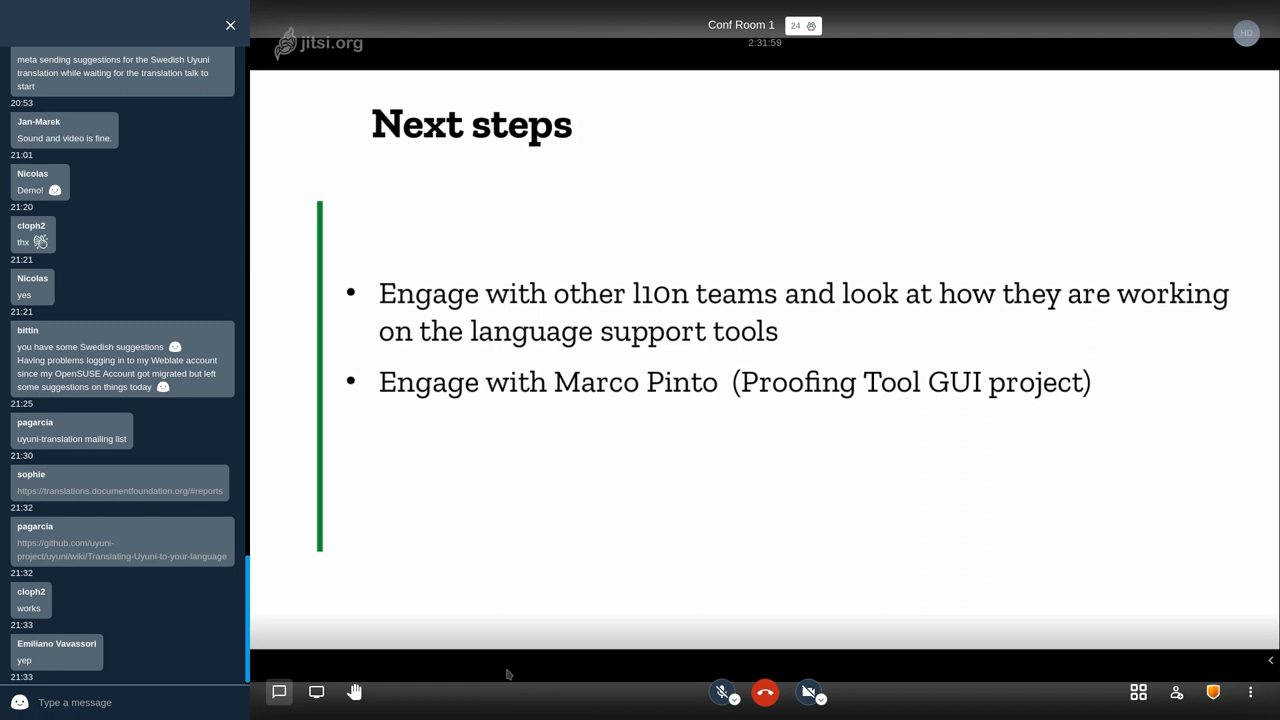 meta sending suggestions for the Swedish Uyuni
translation while waiting for the translation talk to
start
20:53
Jan-Marek
Sound and video is fine.
21:01
Nicolas
Demo!
21:20
cloph2
thx
21:21
Nicolas
yes
21:21
bittin
you have some Swedish suggestions
Having problems logging in to my Weblate account
since my OpenSUSE Account got migrated but left
some suggestions on things today
21:25
pagarcia
uyuni-translation mailing list
21:30
sophie
https://translations.documentfoundation.org/#reports
21:32
pagarcia
https://github.com/uyuni-
project/uyuni/wiki/Translating-Uyuni-to-your-language
21:32
cloph2
works
21:33
Emiliano Vavassori
yep
21:33
Type a message
jitsi.org
Conf Room 1 24
2:31:59
HD
Next steps
• Engage with other l10n teams and look at how they are working
on the language support tools
• Engage with Marco Pinto (Proofing Tool GUI project)